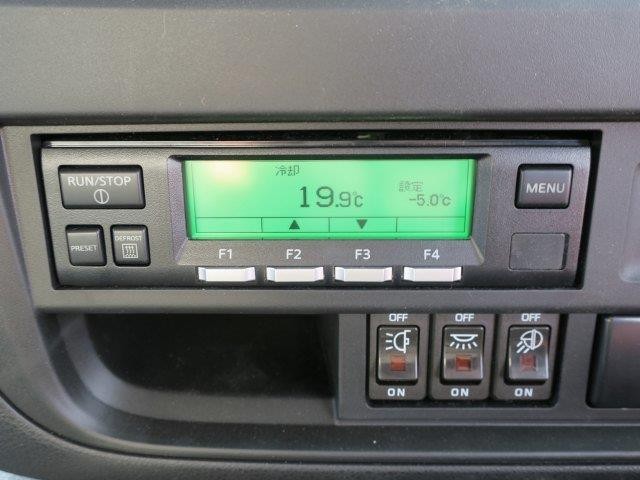 冷却
RUN/STOP
19.9℃
設定
-5.0℃
MENU
▲ ▼
PRESET
DEFROST
F1 F2 F3 F4
OFF OFF OFF
ON ON ON